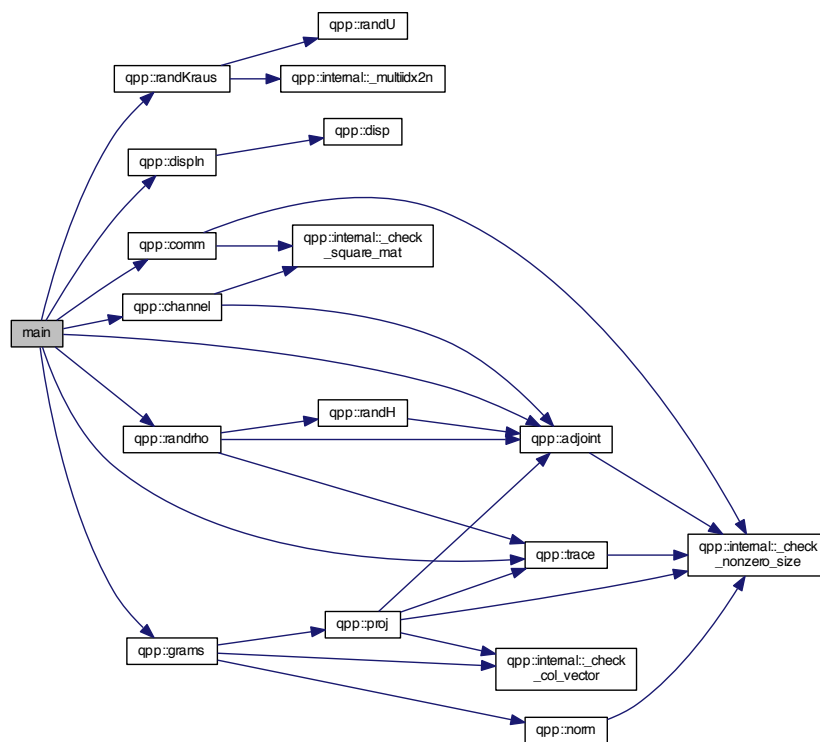 qpp::randU
qpp::randKraus
qpp::internal::_multiidx2n
qpp::disp
qpp::displn
qpp::comm
qpp::internal::_check
_square_mat
qpp::channel
main
qpp::randH
qpp::randrho
qpp::adjoint
qpp::trace
qpp::internal::_check
_nonzero_size
qpp::proj
qpp::grams
qpp::internal::_check
_col_vector
qpp::norm